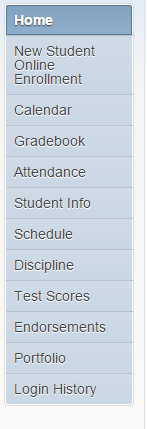 Home
New Student
Online
Enrollment
Calendar
Gradebook
Attendance
Student Info
Schedule
Discipline
Test Scores
Endorsements
Portfolio
Login History